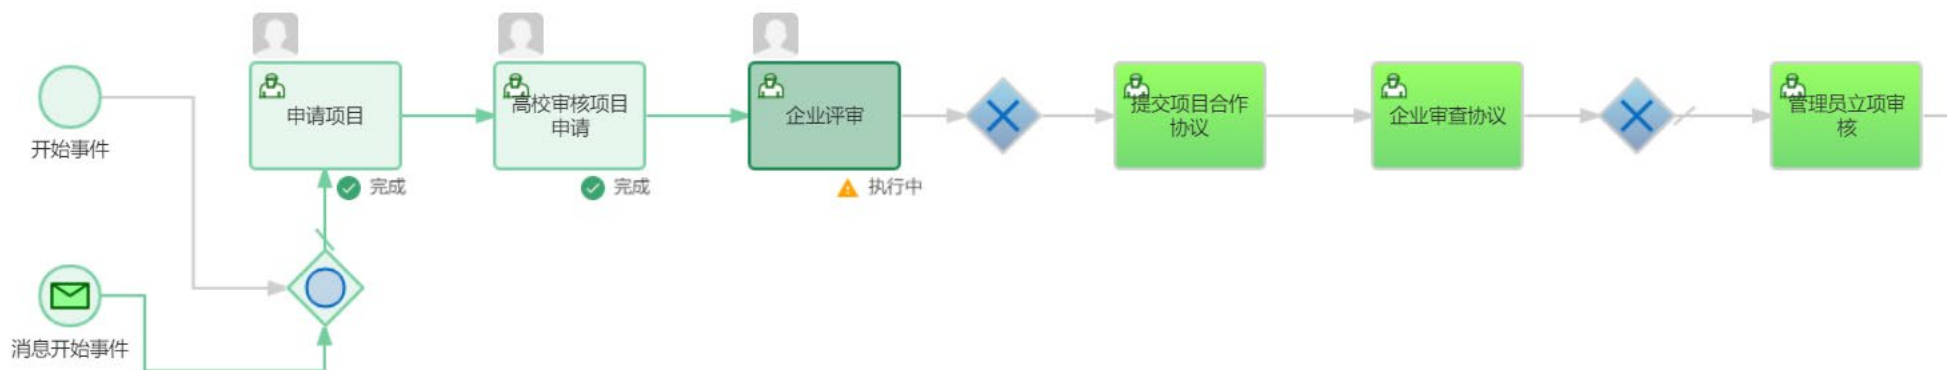 开始事件
申请项目
完成
高校审核项目
申请
完成
企业评审
执行中
提交项目合作
协议
企业审查协议
管理员立项审
核
消息开始事件